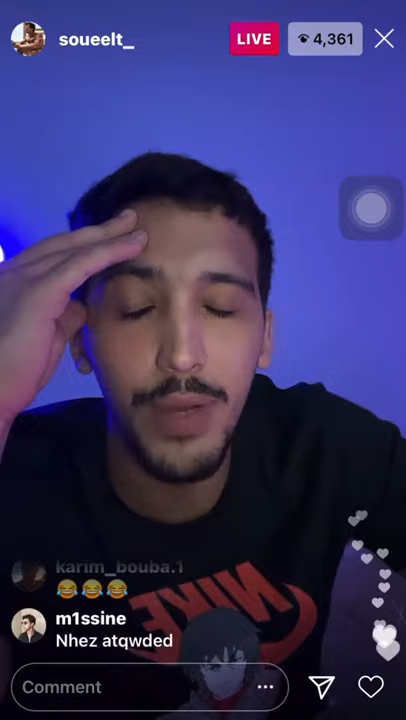 soueelt_
LIVE
4,361
karim_bouba.1
😂😂😂
m1ssine
Nhez atqwded
NIKE
Comment